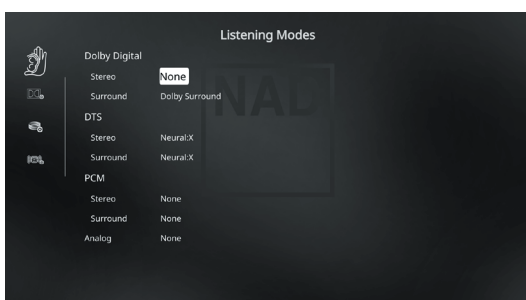 Listening Modes
Dolby Digital
Stereo None
Surround Dolby Surround
DTS
Stereo Neural:X
Surround Neural:X
PCM
Stereo None
Surround None
Analog None
NAD